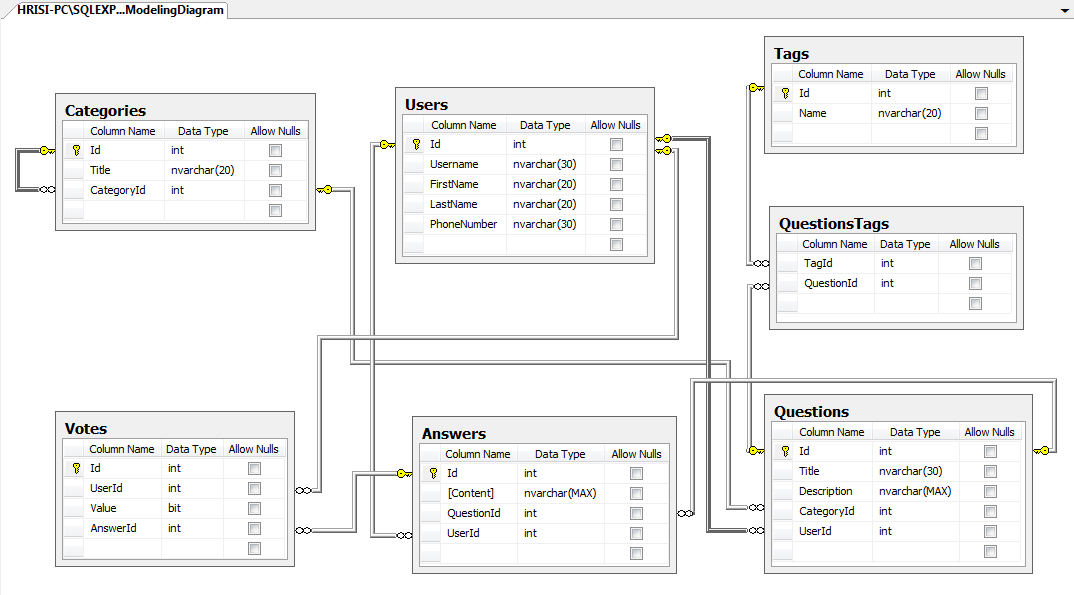 HRISI-PC\SQLEXP...ModelingDiagram
Categories
Column Name Data Type Allow Nulls
Id int
Title nvarchar(20)
CategoryId int
Users
Column Name Data Type Allow Nulls
Id int
Username nvarchar(30)
FirstName nvarchar(20)
LastName nvarchar(20)
PhoneNumber nvarchar(30)
Tags
Column Name Data Type Allow Nulls
Id int
Name nvarchar(20)
QuestionsTags
Column Name Data Type Allow Nulls
TagId int
QuestionId int
Votes
Column Name Data Type Allow Nulls
Id int
UserId int
Value bit
AnswerId int
Answers
Column Name Data Type Allow Nulls
Id int
[Content] nvarchar(MAX)
QuestionId int
UserId int
Questions
Column Name Data Type Allow Nulls
Id int
Title nvarchar(30)
Description nvarchar(MAX)
CategoryId int
UserId int